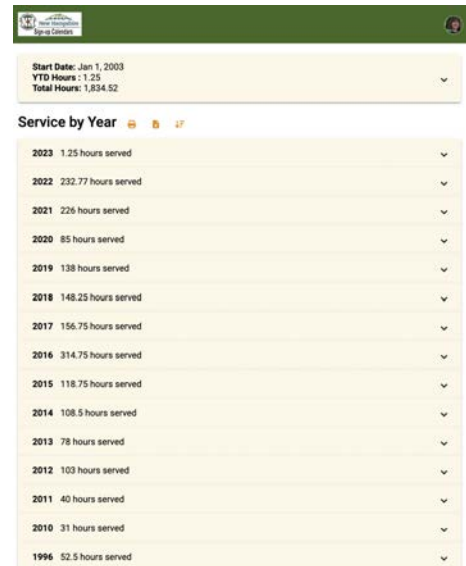 New Hampshire
Sign-up Calendars
Start Date: Jan 1, 2003
YTD Hours : 1.25
Total Hours: 1,834.52
Service by Year
2023 1.25 hours served
2022 232.77 hours served
2021 226 hours served
2020 85 hours served
2019 138 hours served
2018 148.25 hours served
2017 156.75 hours served
2016 314.75 hours served
2015 118.75 hours served
2014 108.5 hours served
2013 78 hours served
2012 103 hours served
2011 40 hours served
2010 31 hours served
1996 52.5 hours served